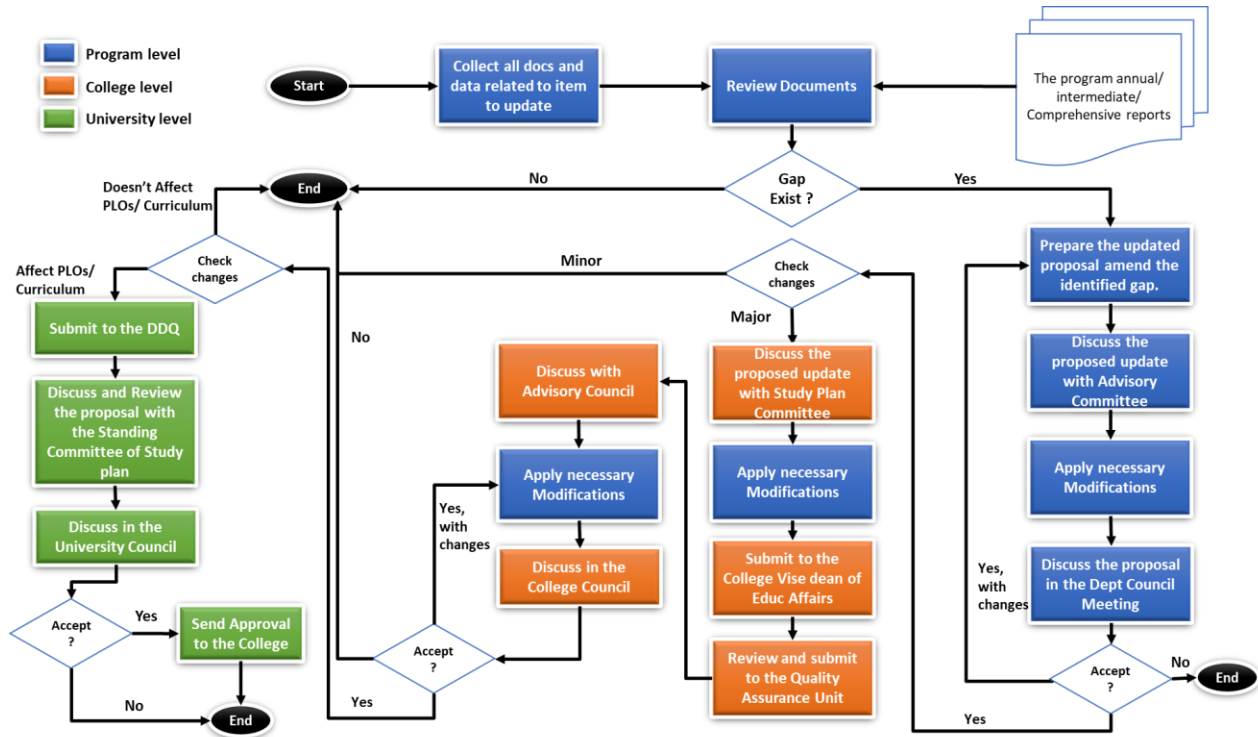 Program level
College level
University level
Start
Collect all docs and
data related to item
to update
Review Documents
The program annual/
intermediate/
Comprehensive reports
Gap
Exist ?
No
Yes
End
Doesn't Affect
PLOs/ Curriculum
Check
changes
Affect PLOs/
Curriculum
Submit to the DDQ
Discuss and Review
the proposal with
the Standing
Committee of Study
plan
Discuss in the
University Council
Accept
?
Yes
Send Approval
to the College
No
End
Minor
Check
changes
Major
No
Discuss with
Advisory Council
Apply necessary
Modifications
Yes,
with
changes
Discuss in the
College Council
Accept
?
Yes
Discuss the
proposed update
with Study Plan
Committee
Apply necessary
Modifications
Submit to the
College Vise dean of
Educ Affairs
Review and submit
to the Quality
Assurance Unit
Prepare the updated
proposal amend the
identified gap.
Discuss the
proposed update
with Advisory
Committee
Apply necessary
Modifications
Discuss the proposal
in the Dept Council
Meeting
Yes,
with
changes
Accept
?
No
End
Yes